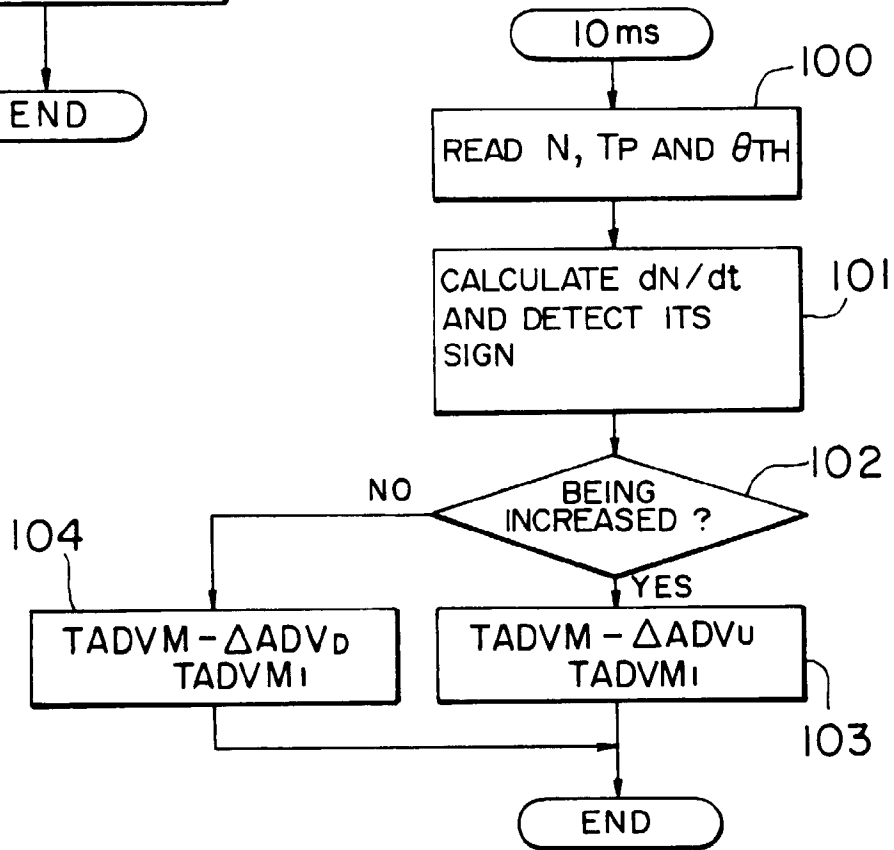 END
10ms
100
READ N, TP AND θTH
CALCULATE dN/dt
AND DETECT ITS
SIGN
101
102
BEING
INCREASED ?
NO
YES
104
TADVM-ΔADVD
TADVM1
TADVM-ΔADVU
TADVM1
103
END